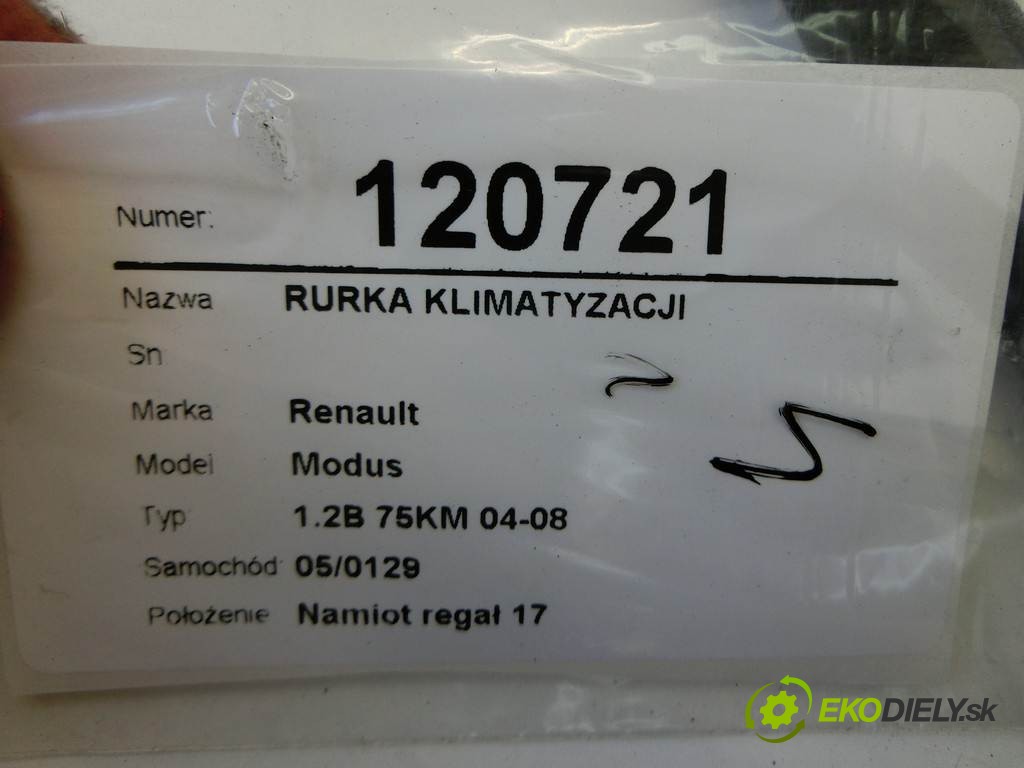 Numer: 120721
Nazwa RURKA KLIMATYZACJI
Sn
Marka Renault
Model Modus
Typ 1.2B 75KM 04-08
Samochód 05/0129
Położenie Namiot regał 17
EKODIELY.sk